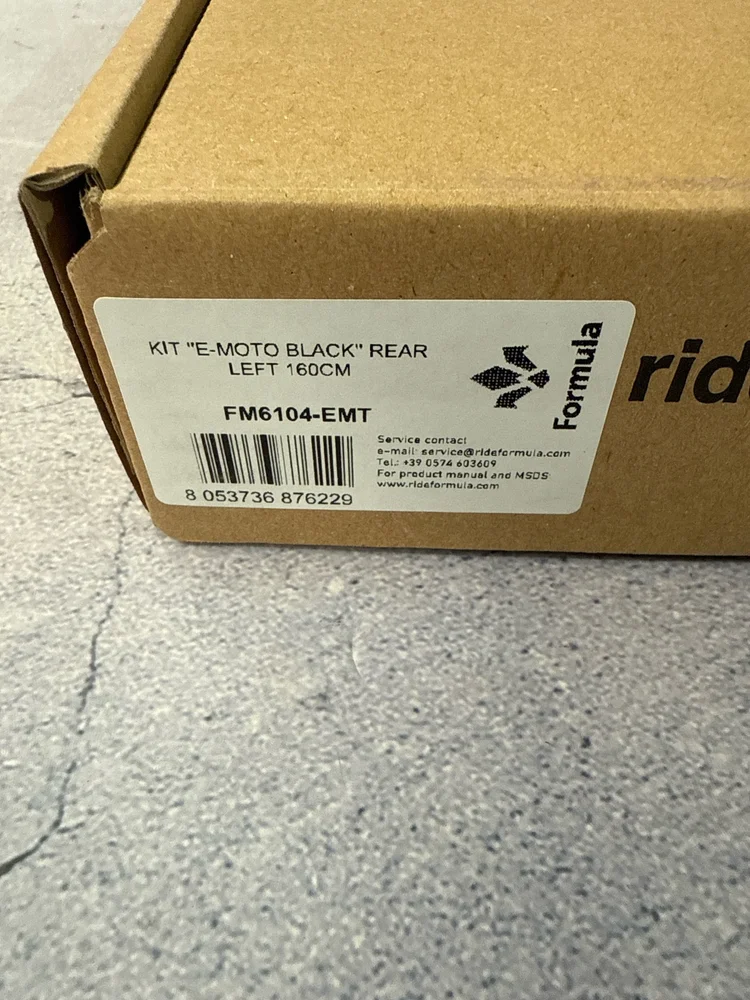 KIT "E-MOTO BLACK" REAR
LEFT 160CM
FM6104-EMT
8 053736 876229
Service contact
e-mail: service@rideformula.com
Tel.: +39 0574 603609
For product manual and MSDS
www.rideformula.com
Formula
rid